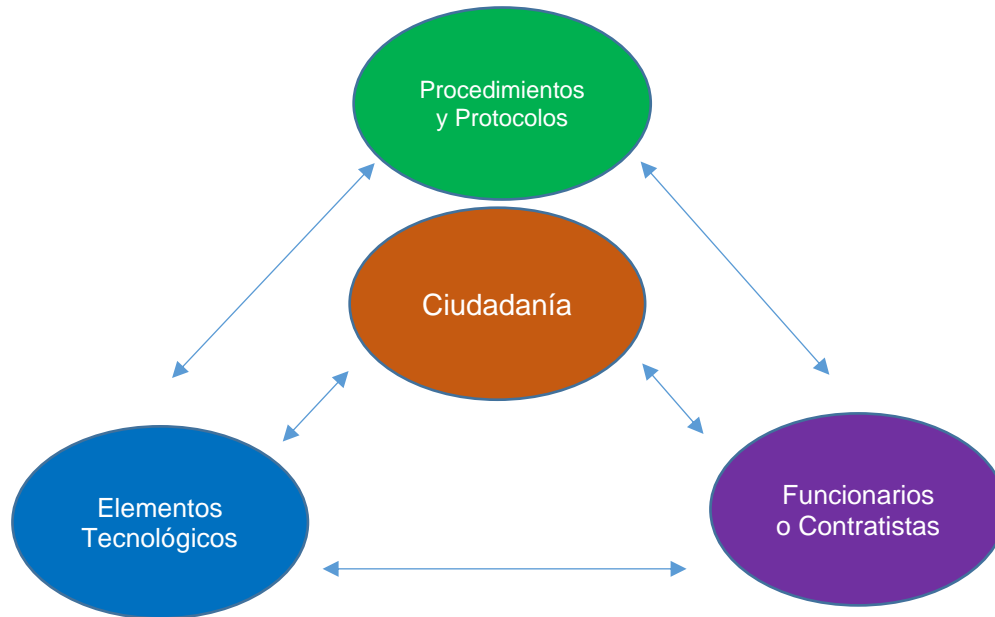 Procedimientos
y Protocolos
Ciudadanía
Elementos
Tecnológicos
Funcionarios
o Contratistas